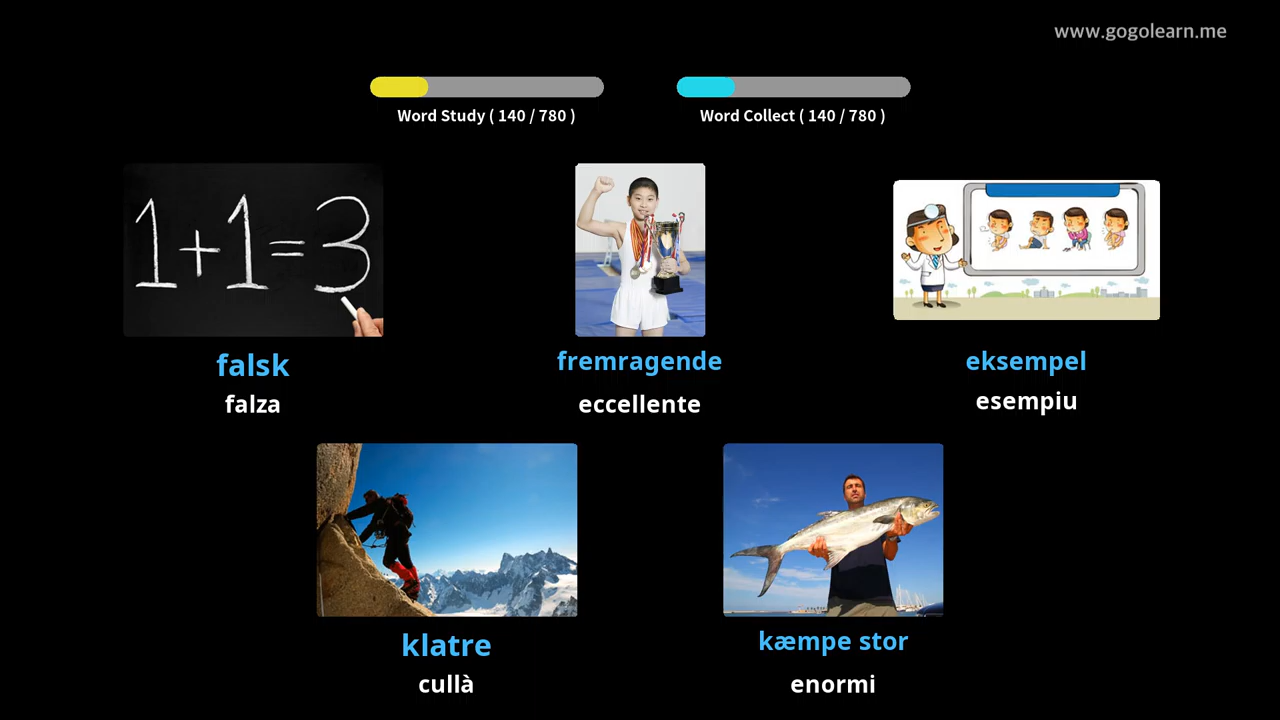 www.gogolearn.me
Word Study ( 140 / 780 )
Word Collect ( 140 / 780 )
1+1=3
falsk
falza
fremragende
eccellente
eksempel
esempiu
klatre
cullà
kæmpe stor
enormi